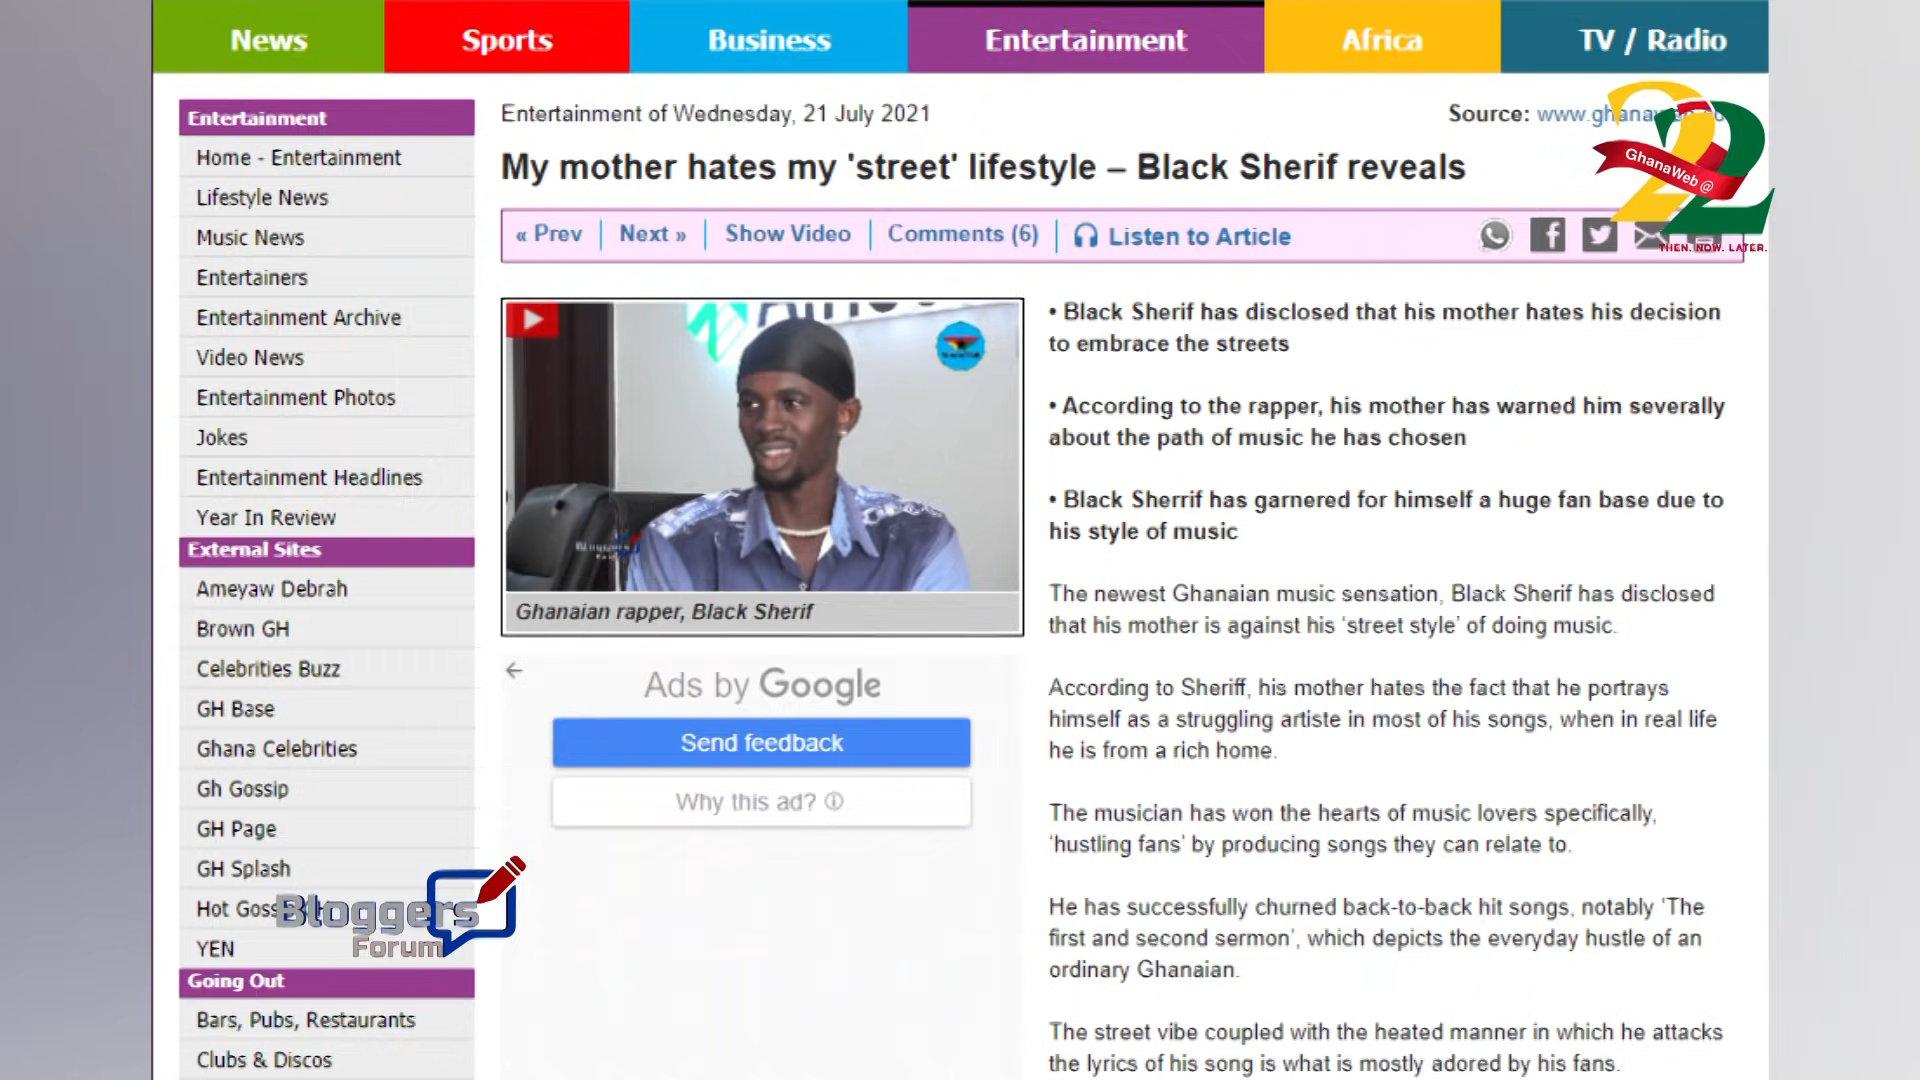 News
Sports
Business
Entertainment
Africa
TV / Radio
Entertainment
Home - Entertainment
Lifestyle News
Music News
Entertainers
Entertainment Archive
Video News
Entertainment Photos
Jokes
Entertainment Headlines
Year In Review
External Sites
Ameyaw Debrah
Brown GH
Celebrities Buzz
GH Base
Ghana Celebrities
Gh Gossip
GH Page
GH Splash
Hot
YEN
Going Out
Bars, Pubs, Restaurants
Clubs & Discos
Bloggers
Forum
Entertainment of Wednesday, 21 July 2021
Source:
22
GhanaWeb @
THEN. NOW. LATER.
My mother hates my 'street' lifestyle – Black Sherif reveals
« Prev
Next »
Show Video
Comments (6)
Listen to Article
Bloggers
Ghanaian rapper, Black Sherif
Ads by Google
Send feedback
Why this ad?
• Black Sherif has disclosed that his mother hates his decision
to embrace the streets
• According to the rapper, his mother has warned him severally
about the path of music he has chosen
• Black Sherrif has garnered for himself a huge fan base due to
his style of music
The newest Ghanaian music sensation, Black Sherif has disclosed
that his mother is against his ‘street style’ of doing music.
According to Sheriff, his mother hates the fact that he portrays
himself as a struggling artiste in most of his songs, when in real life
he is from a rich home.
The musician has won the hearts of music lovers specifically,
‘hustling fans’ by producing songs they can relate to.
He has successfully churned back-to-back hit songs, notably ‘The
first and second sermon’, which depicts the everyday hustle of an
ordinary Ghanaian.
The street vibe coupled with the heated manner in which he attacks
the lyrics of his song is what is mostly adored by his fans.